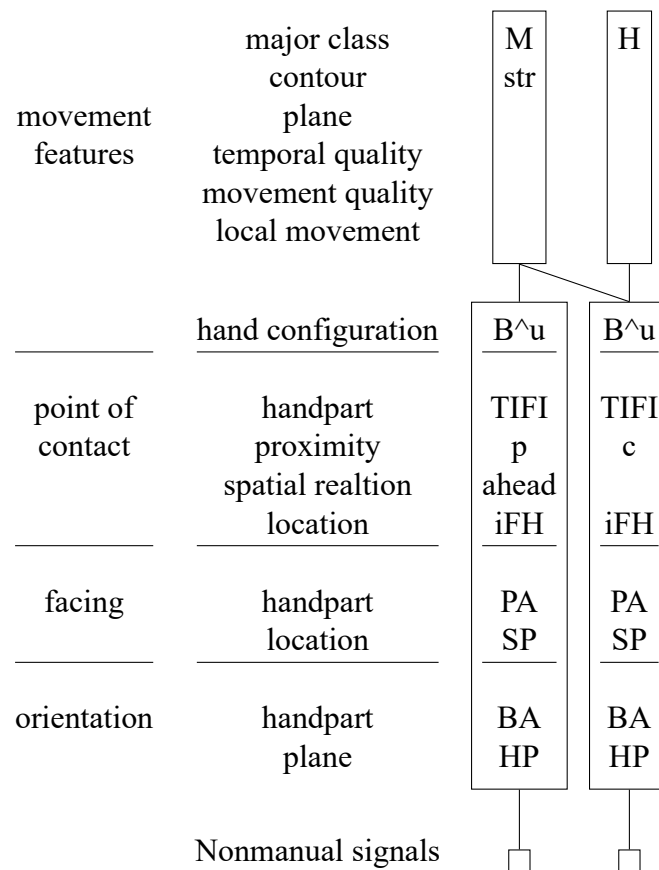 major class M H
contour str
movement plane
features temporal quality
movement quality
local movement
hand configuration B^u B^u
point of handpart TIFI TIFI
contact proximity p c
spatial realtion ahead
location iFH iFH
facing handpart PA PA
location SP SP
orientation handpart BA BA
plane HP HP
Nonmanual signals